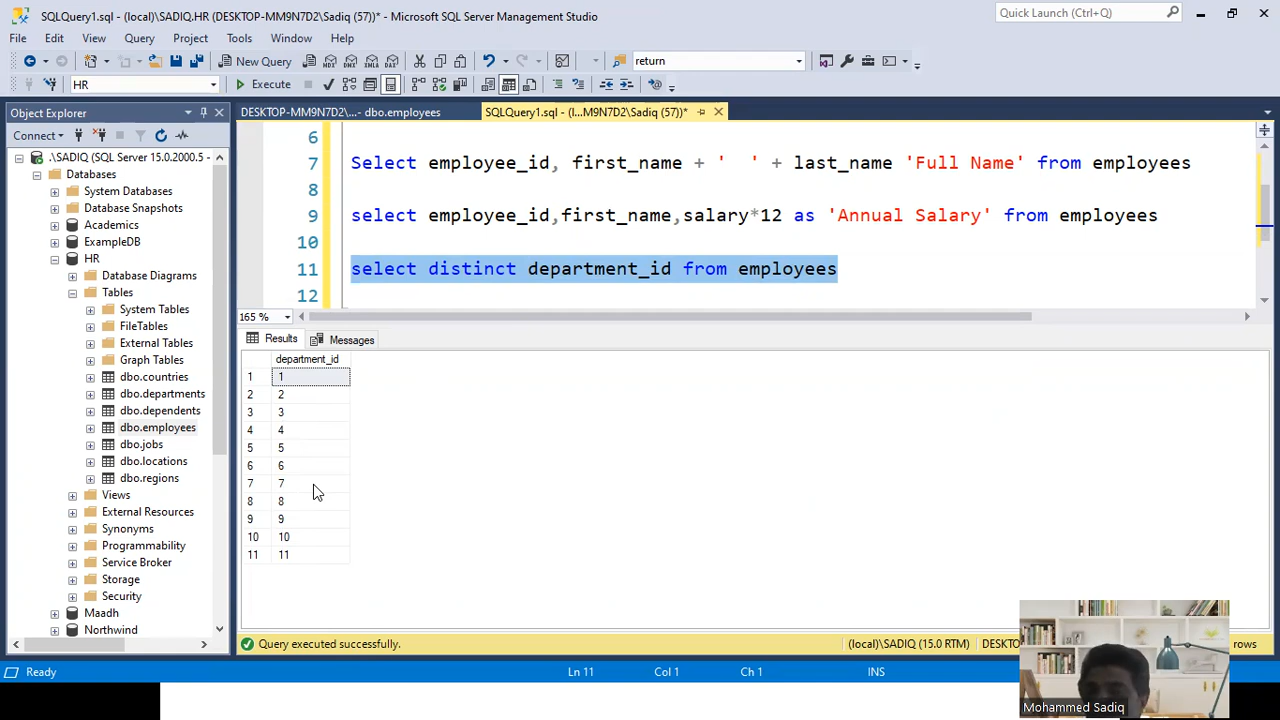 SQLQuery1.sql - (local)\SADIQ.HR (DESKTOP-MM9N7D2\Sadiq (57))* - Microsoft SQL Server Management Studio
Quick Launch (Ctrl+Q)
File Edit View Query Project Tools Window Help
New Query
MDX DMX XMLA DAX
return
HR
Execute
Object Explorer
DESKTOP-MM9N7D2\...- dbo.employees
SQLQuery1.sql - (l...M9N7D2\Sadiq (57))*
Connect
.\SADIQ (SQL Server 15.0.2000.5 -
Databases
System Databases
Database Snapshots
Academics
ExampleDB
HR
Database Diagrams
Tables
System Tables
FileTables
External Tables
Graph Tables
dbo.countries
dbo.departments
dbo.dependents
dbo.employees
dbo.jobs
dbo.locations
dbo.regions
Views
External Resources
Synonyms
Programmability
Service Broker
Storage
Security
Maadh
Northwind
6
7 Select employee_id, first_name + ' ' + last_name 'Full Name' from employees
8
9 select employee_id,first_name,salary*12 as 'Annual Salary' from employees
10
11 select distinct department_id from employees
12
165 %
Results Messages
department_id
1 1
2 2
3 3
4 4
5 5
6 6
7 7
8 8
9 9
10 10
11 11
Query executed successfully.
(local)\SADIQ (15.0 RTM)
DESKTO
rows
Ready
Ln 11
Col 1
Ch 1
INS
Mohammed Sadiq